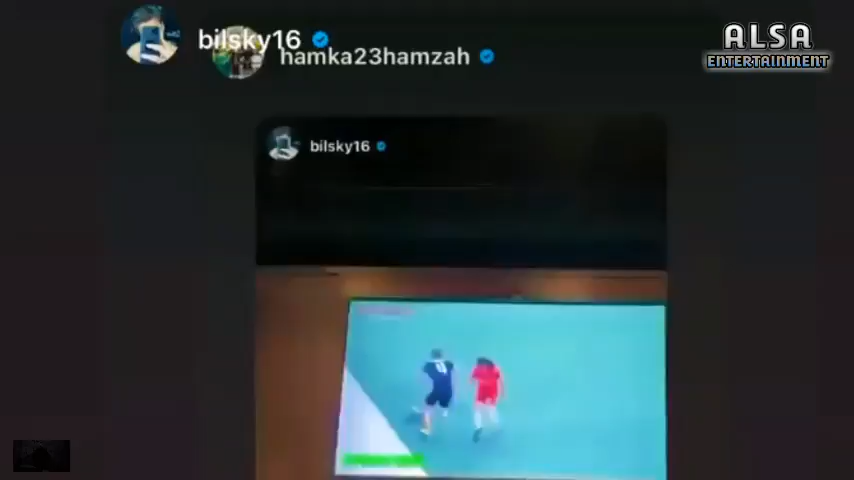 bilsky16
hamka23hamzah
ALSA
ENTERTAINMENT
bilsky16